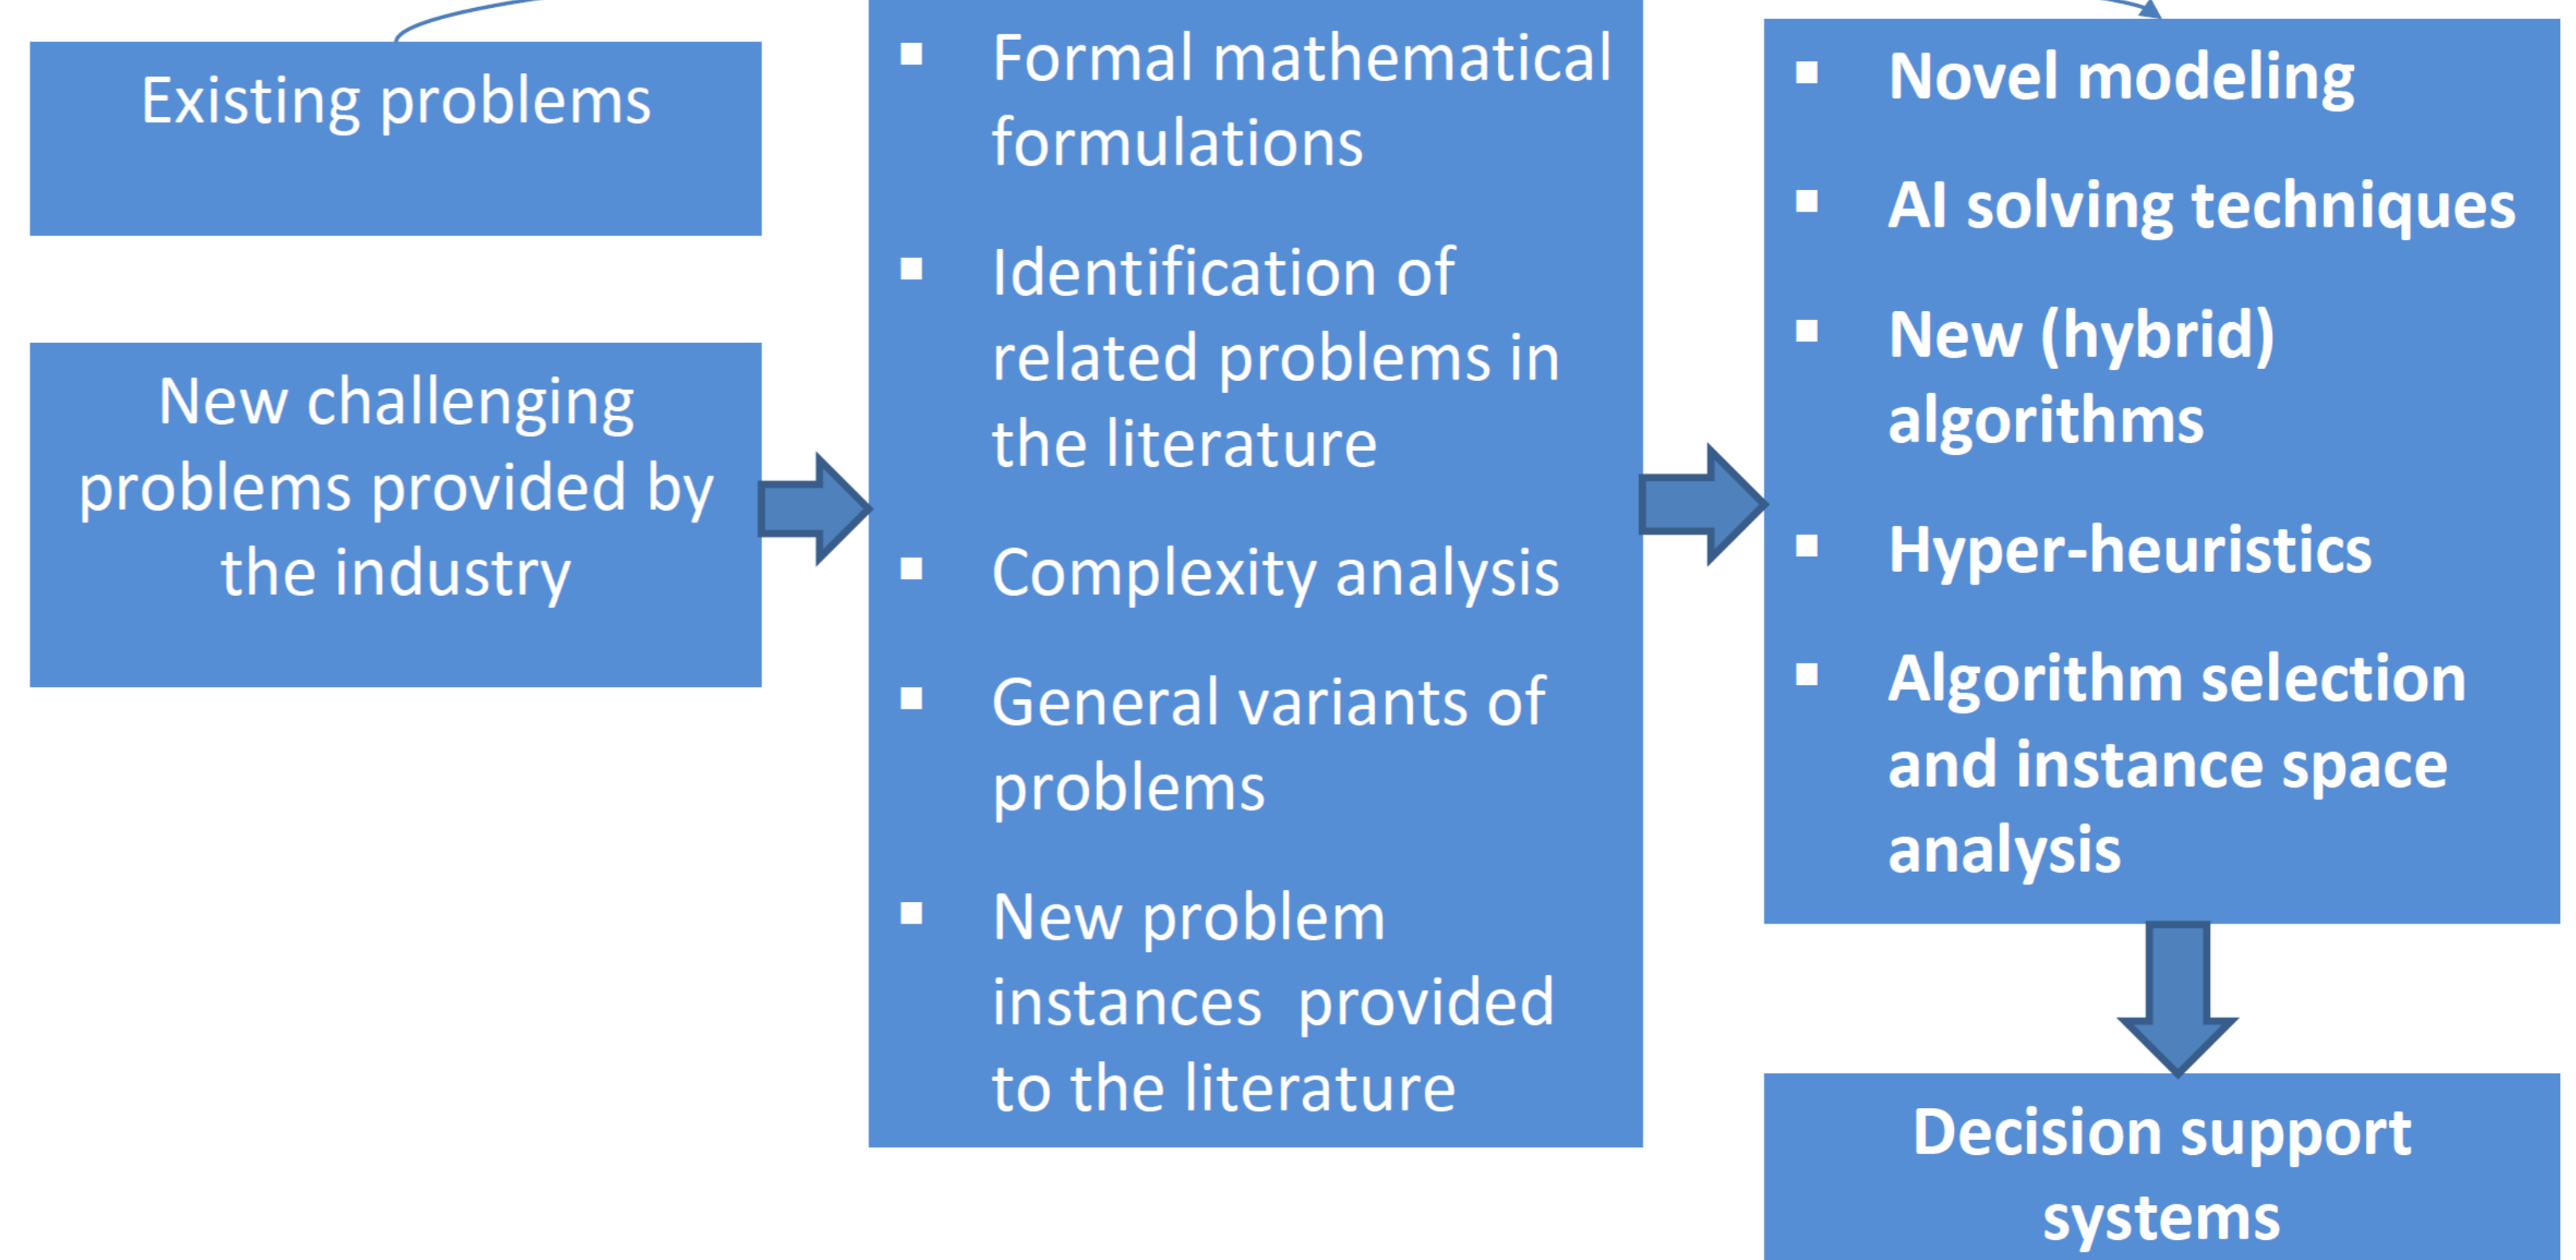 Existing problems
New challenging
problems provided by
the industry
▪ Formal mathematical
formulations
▪ Identification of
related problems in
the literature
▪ Complexity analysis
▪ General variants of
problems
▪ New problem
instances  provided
to the literature
▪ Novel modeling
▪ AI solving techniques
▪ New (hybrid)
algorithms
▪ Hyper-heuristics
▪ Algorithm selection
and instance space
analysis
Decision support
systems